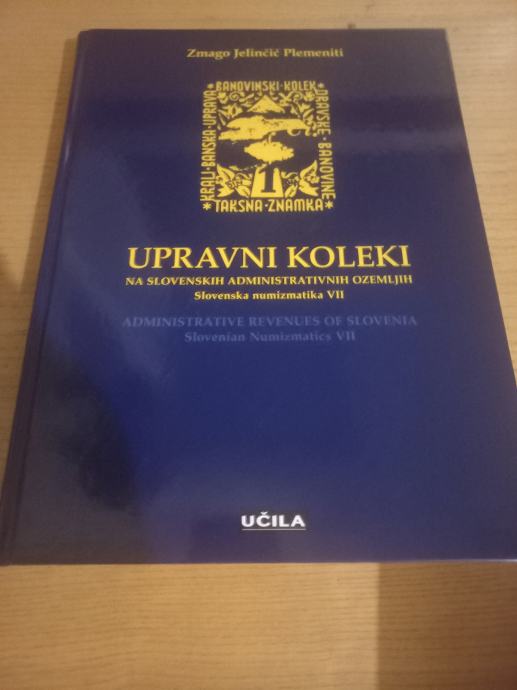 Zmago Jelinčič Plemeniti
BANOVINSKI·KOLEK
KRALJ·BANSKA·UPRAVA
DRAVSKE·BANOVINE
1
*TAKSNA·ZNAMKA*
UPRAVNI KOLEKI
NA SLOVENSKIH ADMINISTRATIVNIH OZEMLJIH
Slovenska numizmatika VII
ADMINISTRATIVE REVENUES OF SLOVENIA
Slovenian Numizmatics VII
UČILA